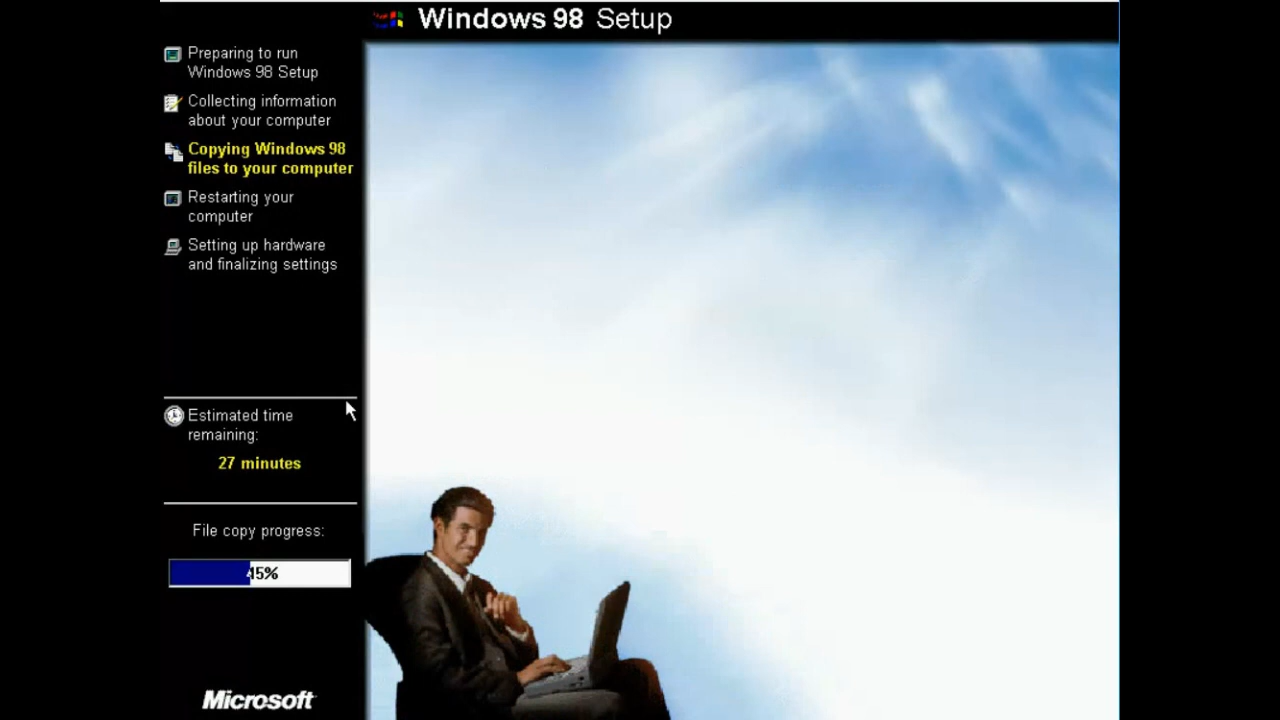 Windows 98 Setup
Preparing to run
Windows 98 Setup
Collecting information
about your computer
Copying Windows 98
files to your computer
Restarting your
computer
Setting up hardware
and finalizing settings
Estimated time
remaining:
27 minutes
File copy progress:
45%
Microsoft